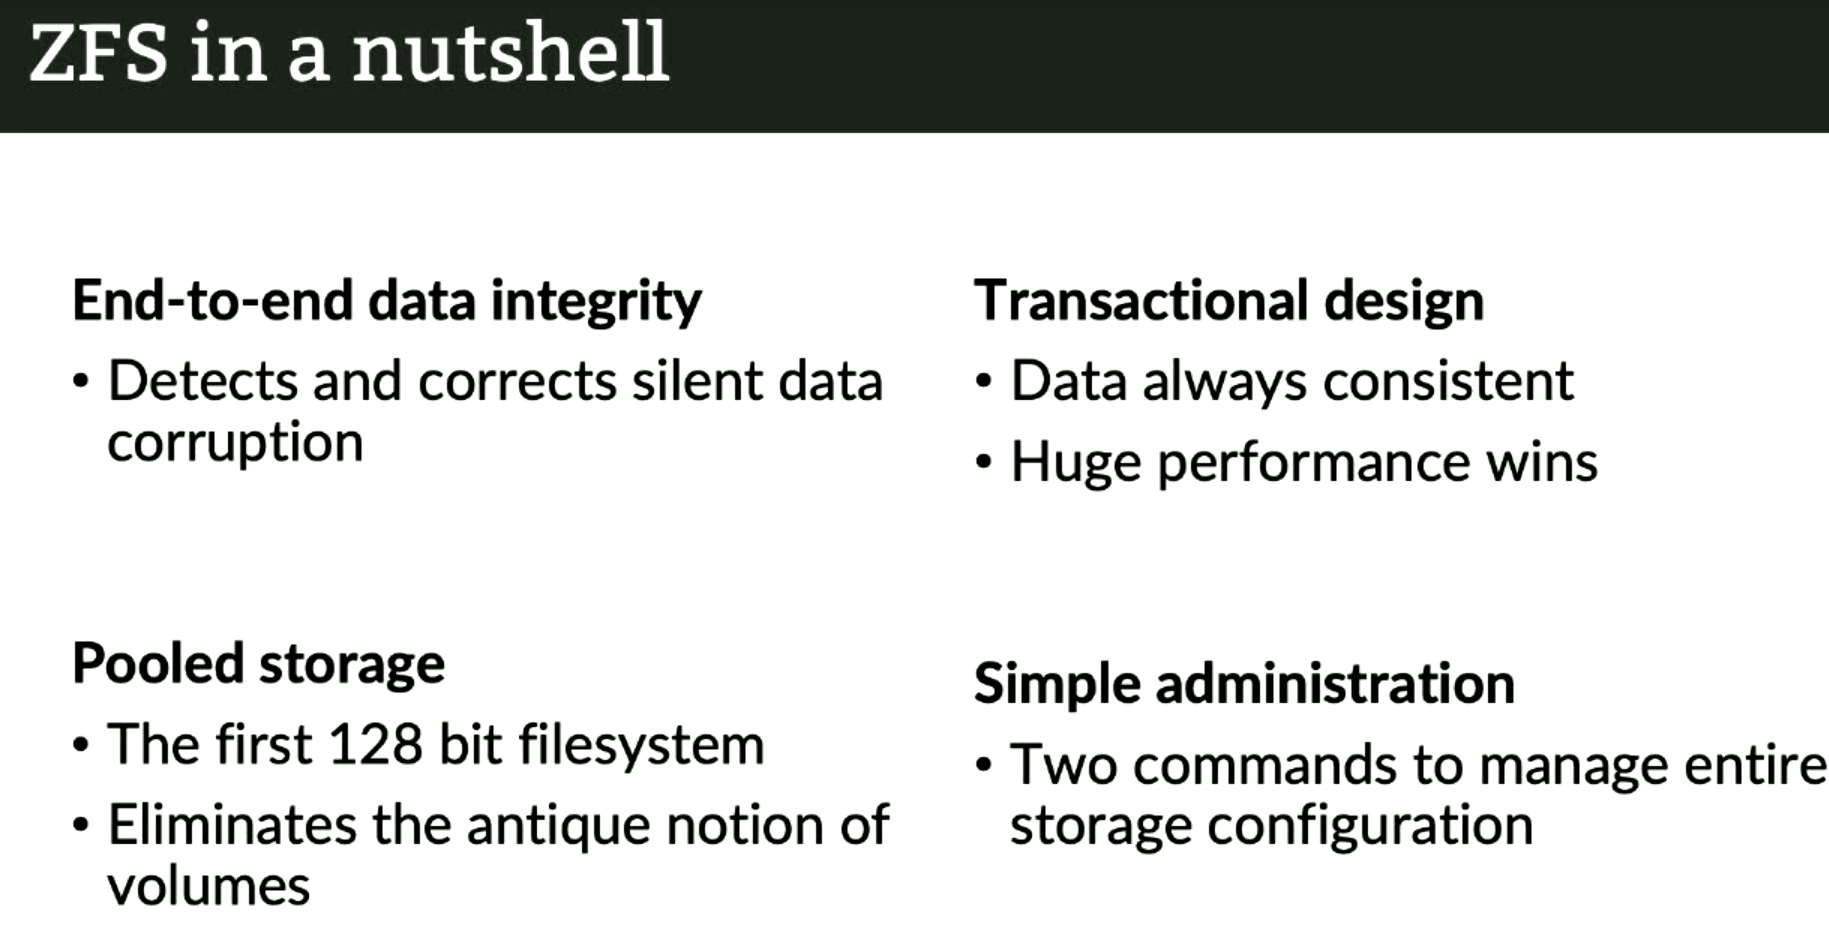 ZFS in a nutshell
End-to-end data integrity
• Detects and corrects silent data
corruption
Pooled storage
• The first 128 bit filesystem
• Eliminates the antique notion of
volumes
Transactional design
• Data always consistent
• Huge performance wins
Simple administration
• Two commands to manage entire
storage configuration